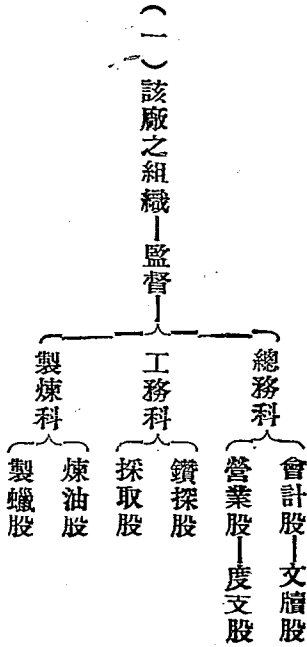 （一）該廠之組織—監督—
總務科
會計股—文牘股
營業股—度支股
工務科
鑽探股
採取股
製煉科
煉油股
製蠟股